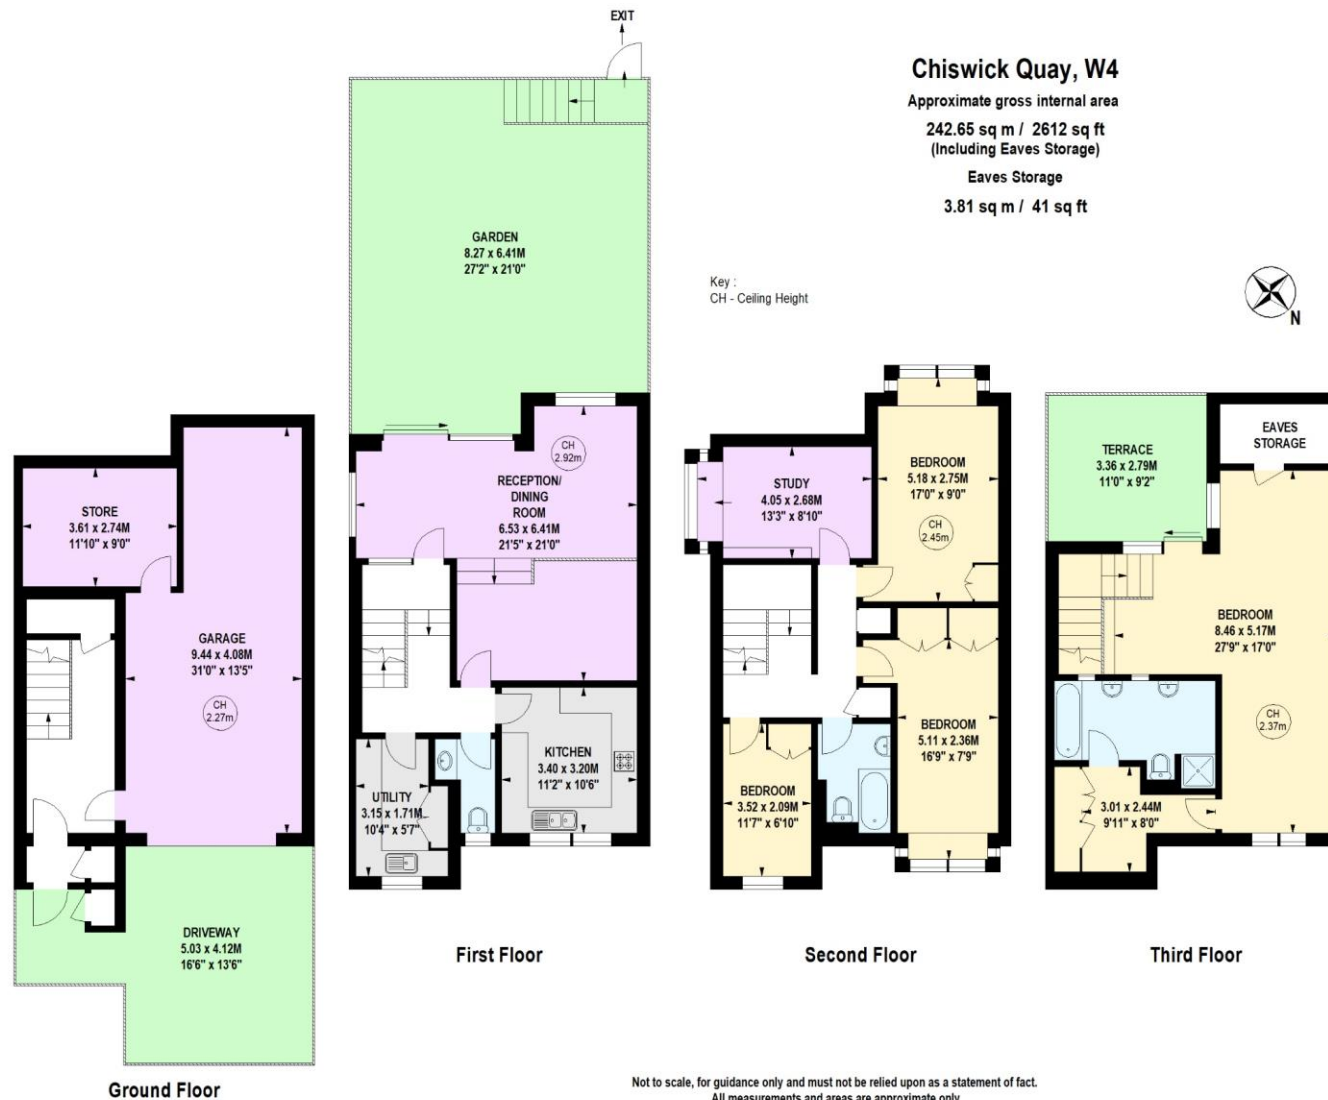 EXIT
Chiswick Quay, W4
Approximate gross internal area
242.65 sq m / 2612 sq ft
(Including Eaves Storage)
Eaves Storage
3.81 sq m / 41 sq ft
Key :
CH - Ceiling Height
N
STORE
3.61 x 2.74M
11'10" x 9'0"
GARAGE
9.44 x 4.08M
31'0" x 13'5"
CH
2.27m
DRIVEWAY
5.03 x 4.12M
16'6" x 13'6"
Ground Floor
GARDEN
8.27 x 6.41M
27'2" x 21'0"
CH
2.92m
RECEPTION/
DINING
ROOM
6.53 x 6.41M
21'5" x 21'0"
KITCHEN
3.40 x 3.20M
11'2" x 10'6"
UTILITY
3.15 x 1.71M
10'4" x 5'7"
First Floor
STUDY
4.05 x 2.68M
13'3" x 8'10"
BEDROOM
5.18 x 2.75M
17'0" x 9'0"
CH
2.45m
BEDROOM
5.11 x 2.36M
16'9" x 7'9"
BEDROOM
3.52 x 2.09M
11'7" x 6'10"
Second Floor
TERRACE
3.36 x 2.79M
11'0" x 9'2"
EAVES
STORAGE
BEDROOM
8.46 x 5.17M
27'9" x 17'0"
CH
2.37m
3.01 x 2.44M
9'11" x 8'0"
Third Floor
Not to scale, for guidance only and must not be relied upon as a statement of fact.
All measurements and areas are approximate only